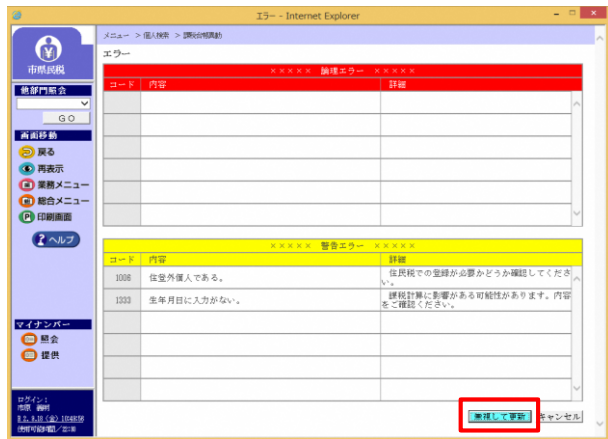 エラー - Internet Explorer
メニュー > 個人検索 > 課税台帳異動
市県民税
エラー
×××××　論理エラー　×××××
コード 内容 詳細
他部門照会
GO
画面移動
戻る
再表示
業務メニュー
総合メニュー
印刷画面
ヘルプ
×××××　警告エラー　×××××
コード 内容 詳細
1086 住登外個人である。 住民税での登録が必要かどうか確認してください。
1333 生年月日に入力がない。 課税計算に影響がある可能性があります。内容をご確認ください。
マイナンバー
照会
提供
ログイン：
無視して更新 キャンセル